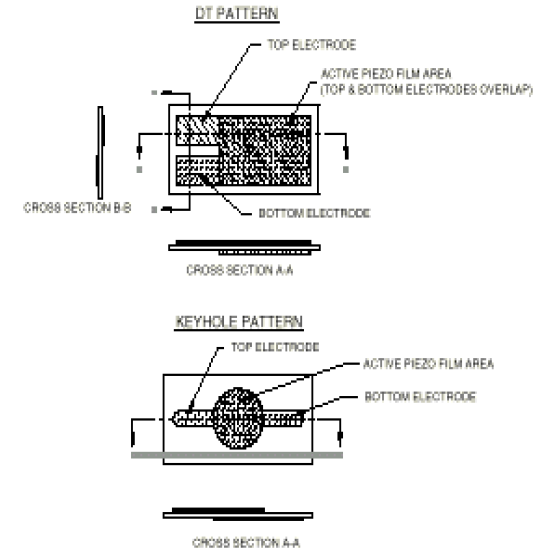 DT PATTERN
TOP ELECTRODE
ACTIVE PIEZO FILM AREA
(TOP & BOTTOM ELECTRODES OVERLAP)
CROSS SECTION B-B
BOTTOM ELECTRODE
CROSS SECTION A-A
KEYHOLE PATTERN
TOP ELECTRODE
ACTIVE PIEZO FILM AREA
BOTTOM ELECTRODE
CROSS SECTION A-A